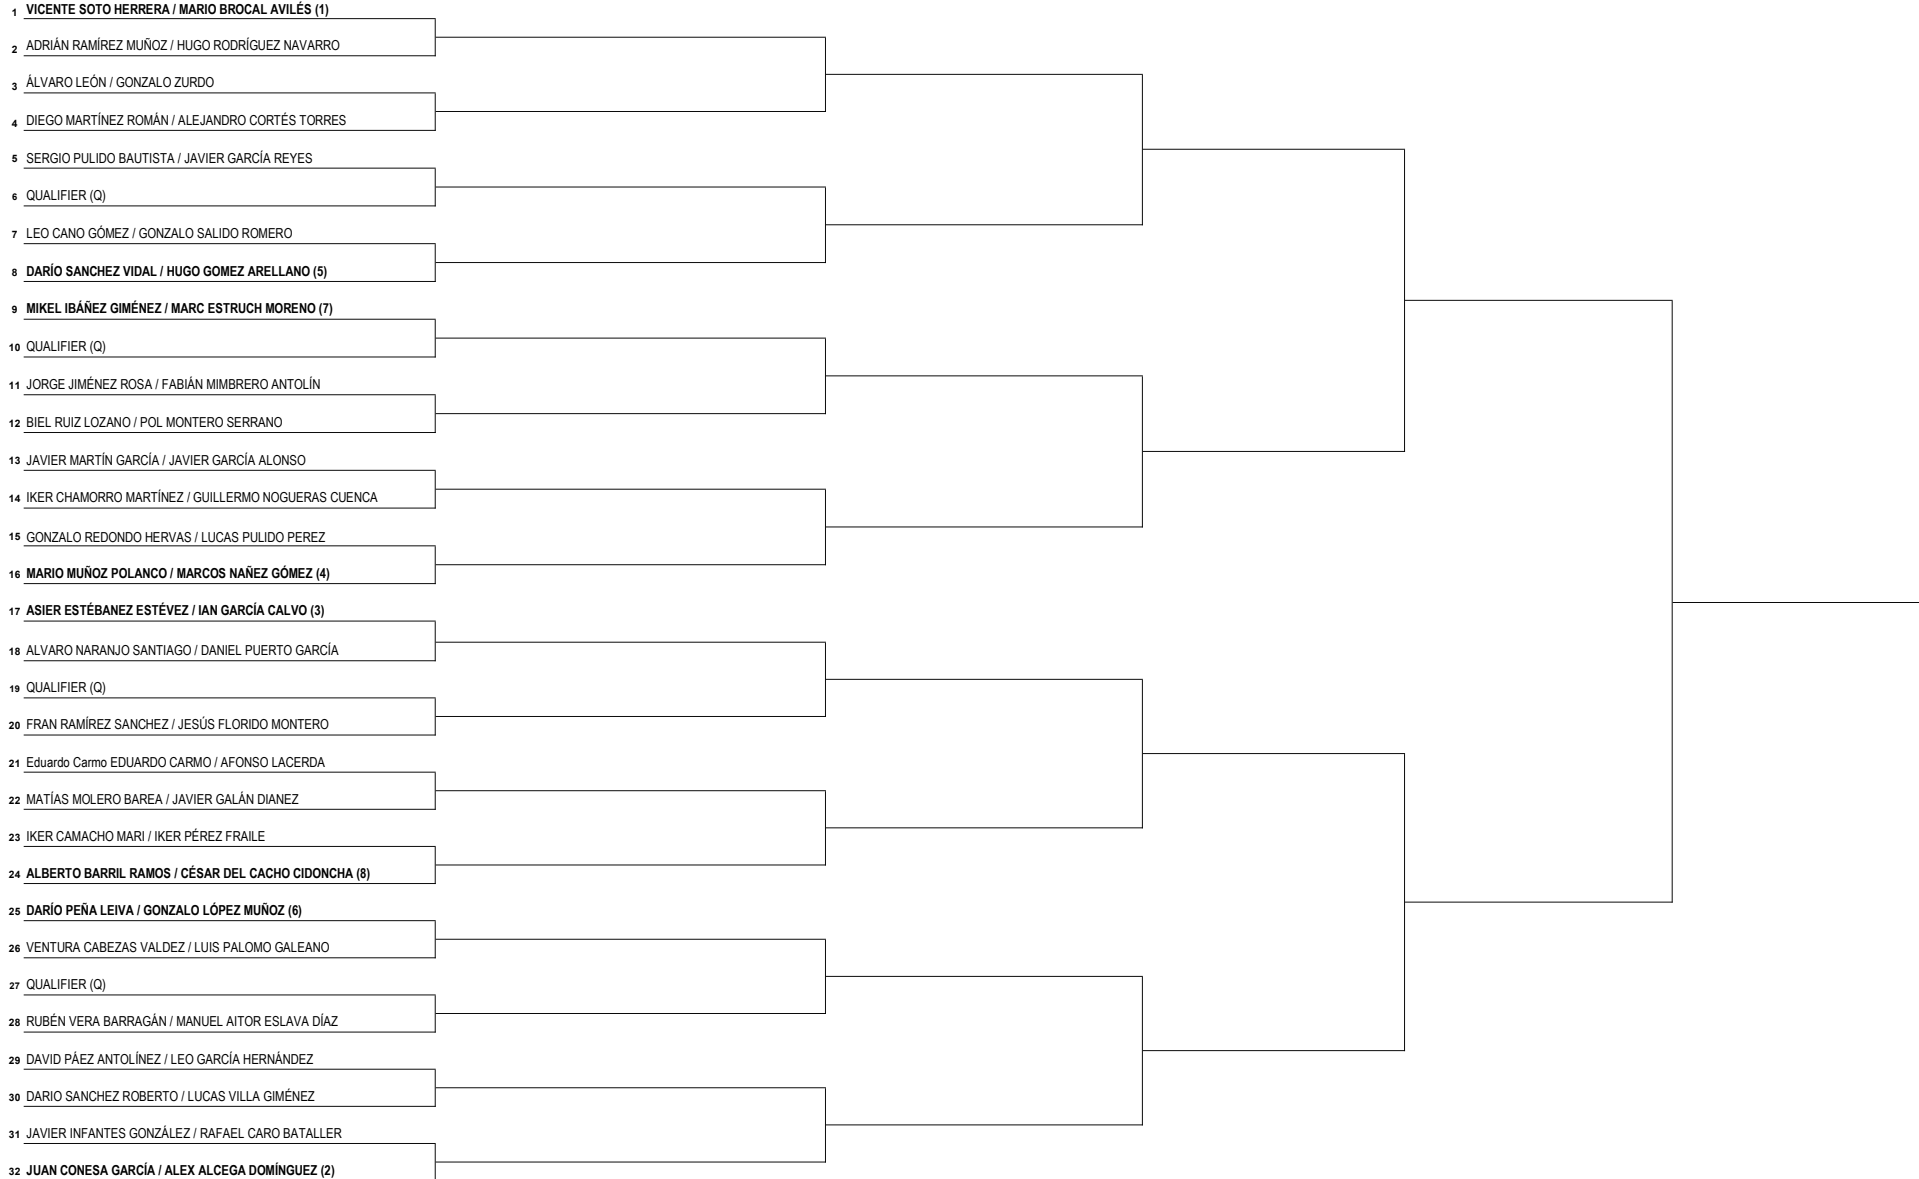 1 VICENTE SOTO HERRERA / MARIO BROCAL AVILÉS (1)
2 ADRIÁN RAMÍREZ MUÑOZ / HUGO RODRÍGUEZ NAVARRO
3 ÁLVARO LEÓN / GONZALO ZURDO
4 DIEGO MARTÍNEZ ROMÁN / ALEJANDRO CORTÉS TORRES
5 SERGIO PULIDO BAUTISTA / JAVIER GARCÍA REYES
6 QUALIFIER (Q)
7 LEO CANO GÓMEZ / GONZALO SALIDO ROMERO
8 DARÍO SANCHEZ VIDAL / HUGO GOMEZ ARELLANO (5)
9 MIKEL IBÁÑEZ GIMÉNEZ / MARC ESTRUCH MORENO (7)
10 QUALIFIER (Q)
11 JORGE JIMÉNEZ ROSA / FABIÁN MIMBRERO ANTOLÍN
12 BIEL RUIZ LOZANO / POL MONTERO SERRANO
13 JAVIER MARTÍN GARCÍA / JAVIER GARCÍA ALONSO
14 IKER CHAMORRO MARTÍNEZ / GUILLERMO NOGUERAS CUENCA
15 GONZALO REDONDO HERVAS / LUCAS PULIDO PEREZ
16 MARIO MUÑOZ POLANCO / MARCOS NAÑEZ GÓMEZ (4)
17 ASIER ESTÉBANEZ ESTÉVEZ / IAN GARCÍA CALVO (3)
18 ALVARO NARANJO SANTIAGO / DANIEL PUERTO GARCÍA
19 QUALIFIER (Q)
20 FRAN RAMÍREZ SANCHEZ / JESÚS FLORIDO MONTERO
21 Eduardo Carmo EDUARDO CARMO / AFONSO LACERDA
22 MATÍAS MOLERO BAREA / JAVIER GALÁN DIANEZ
23 IKER CAMACHO MARI / IKER PÉREZ FRAILE
24 ALBERTO BARRIL RAMOS / CÉSAR DEL CACHO CIDONCHA (8)
25 DARÍO PEÑA LEIVA / GONZALO LÓPEZ MUÑOZ (6)
26 VENTURA CABEZAS VALDEZ / LUIS PALOMO GALEANO
27 QUALIFIER (Q)
28 RUBÉN VERA BARRAGÁN / MANUEL AITOR ESLAVA DÍAZ
29 DAVID PÁEZ ANTOLÍNEZ / LEO GARCÍA HERNÁNDEZ
30 DARIO SANCHEZ ROBERTO / LUCAS VILLA GIMÉNEZ
31 JAVIER INFANTES GONZÁLEZ / RAFAEL CARO BATALLER
32 JUAN CONESA GARCÍA / ALEX ALCEGA DOMÍNGUEZ (2)